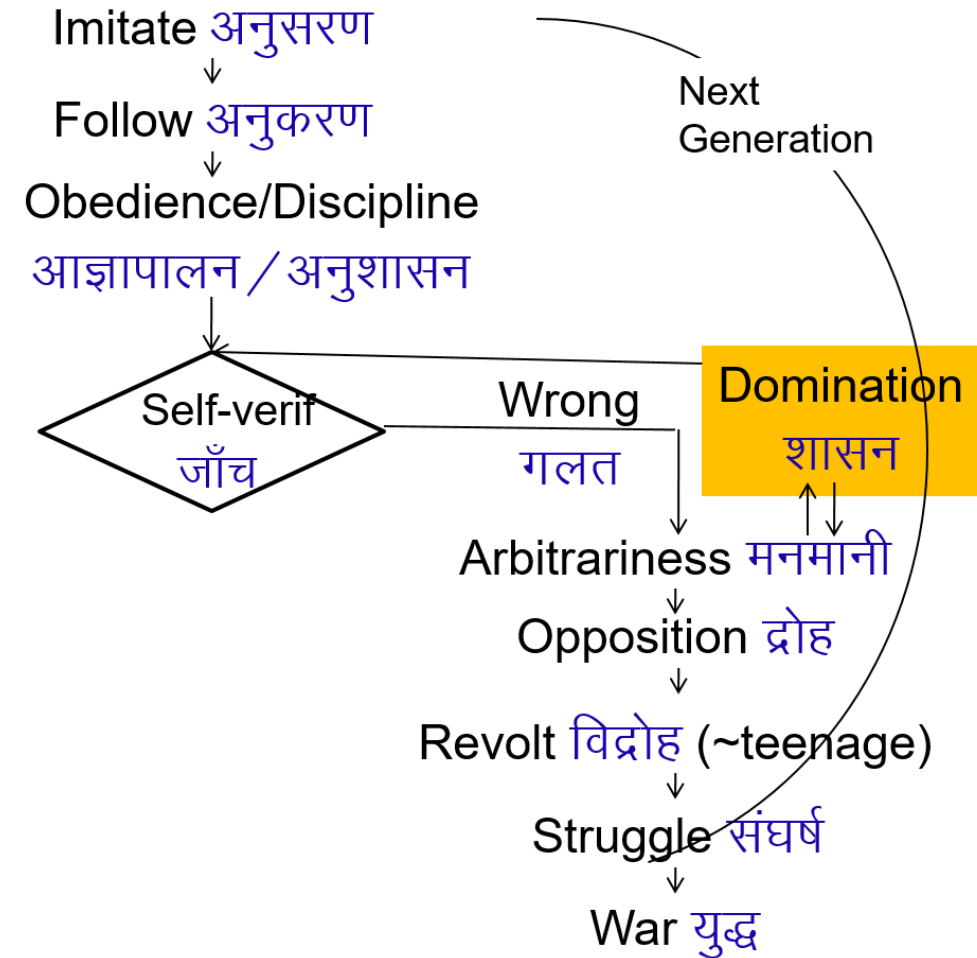 Imitate अनुसरण
Next
Generation
Follow अनुकरण
Obedience/Discipline
आज्ञापालन / अनुशासन
Self-verif
जाँच
Wrong
गलत
Domination
शासन
Arbitrariness मनमानी
Opposition द्रोह
Revolt विद्रोह (~teenage)
Struggle संघर्ष
War युद्ध